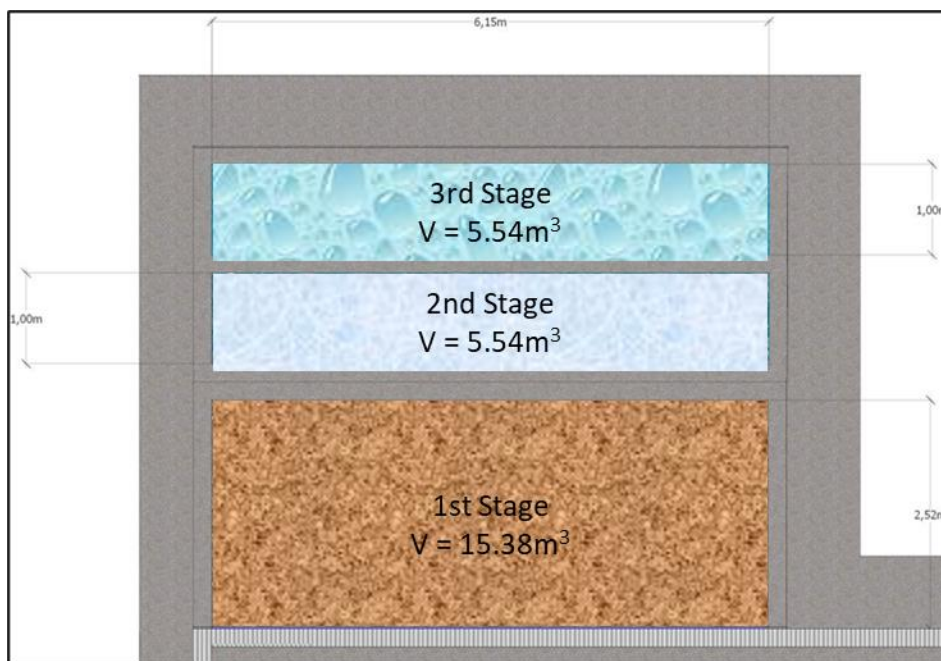 6,15m
3rd Stage
V = 5.54m³
1,00m
2nd Stage
V = 5.54m³
1,00m
1st Stage
V = 15.38m³
2,52m